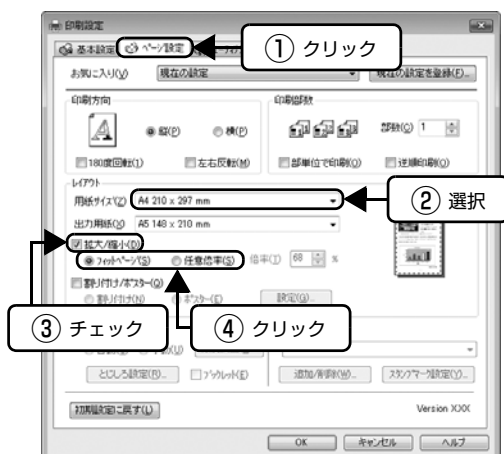 印刷設定
基本設定 ページ設定 ① クリック
お気に入り(V) 現在の設定 現在の設定を登録(F)...
印刷方向 印刷部数
縦(P) 横(P) 部数(C) 1
180度回転(1) 左右反転(M) 部単位で印刷(O) 逆順印刷(O)
レイアウト
用紙サイズ(Z) A4 210 x 297 mm ② 選択
出力用紙(X) A5 148 x 210 mm
拡大/縮小(D)
フィットページ(S) 任意倍率(S) 倍率(T) 68 %
割り付け/ポスター(Q)
割り付け(N) ポスター(E) 設定(G)...
③ チェック ④ クリック
とじしろ設定(R)... ブックレット(E) 追加/削除(W)... スタンプマーク設定(Y)...
初期設定に戻す(L) Version XXX
OK キャンセル ヘルプ